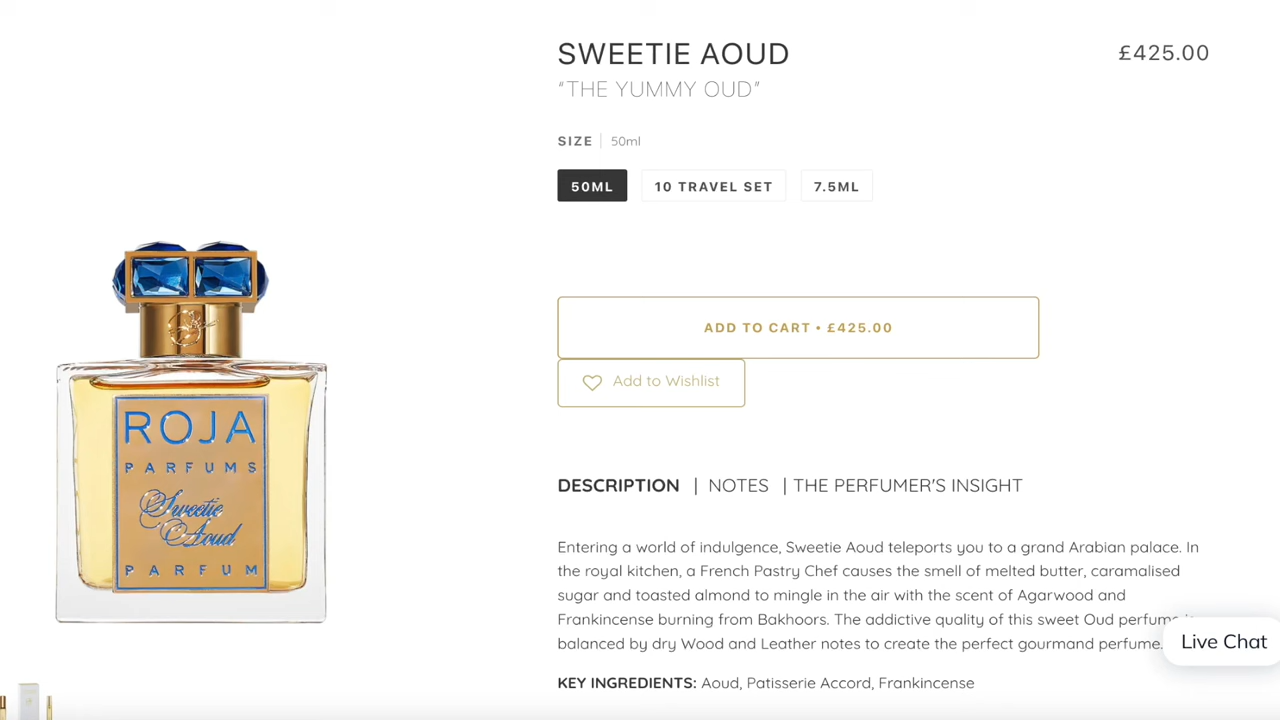 SWEETIE AOUD
£425.00
“THE YUMMY OUD”
SIZE | 50ml
50ML
10 TRAVEL SET
7.5ML
ADD TO CART • £425.00
Add to Wishlist
ROJA
PARFUMS
Sweetie
Aoud
PARFUM
DESCRIPTION | NOTES | THE PERFUMER'S INSIGHT
Entering a world of indulgence, Sweetie Aoud teleports you to a grand Arabian palace. In
the royal kitchen, a French Pastry Chef causes the smell of melted butter, caramalised
sugar and toasted almond to mingle in the air with the scent of Agarwood and
Frankincense burning from Bakhoors. The addictive quality of this sweet Oud perfume is
balanced by dry Wood and Leather notes to create the perfect gourmand perfume.
Live Chat
KEY INGREDIENTS: Aoud, Patisserie Accord, Frankincense